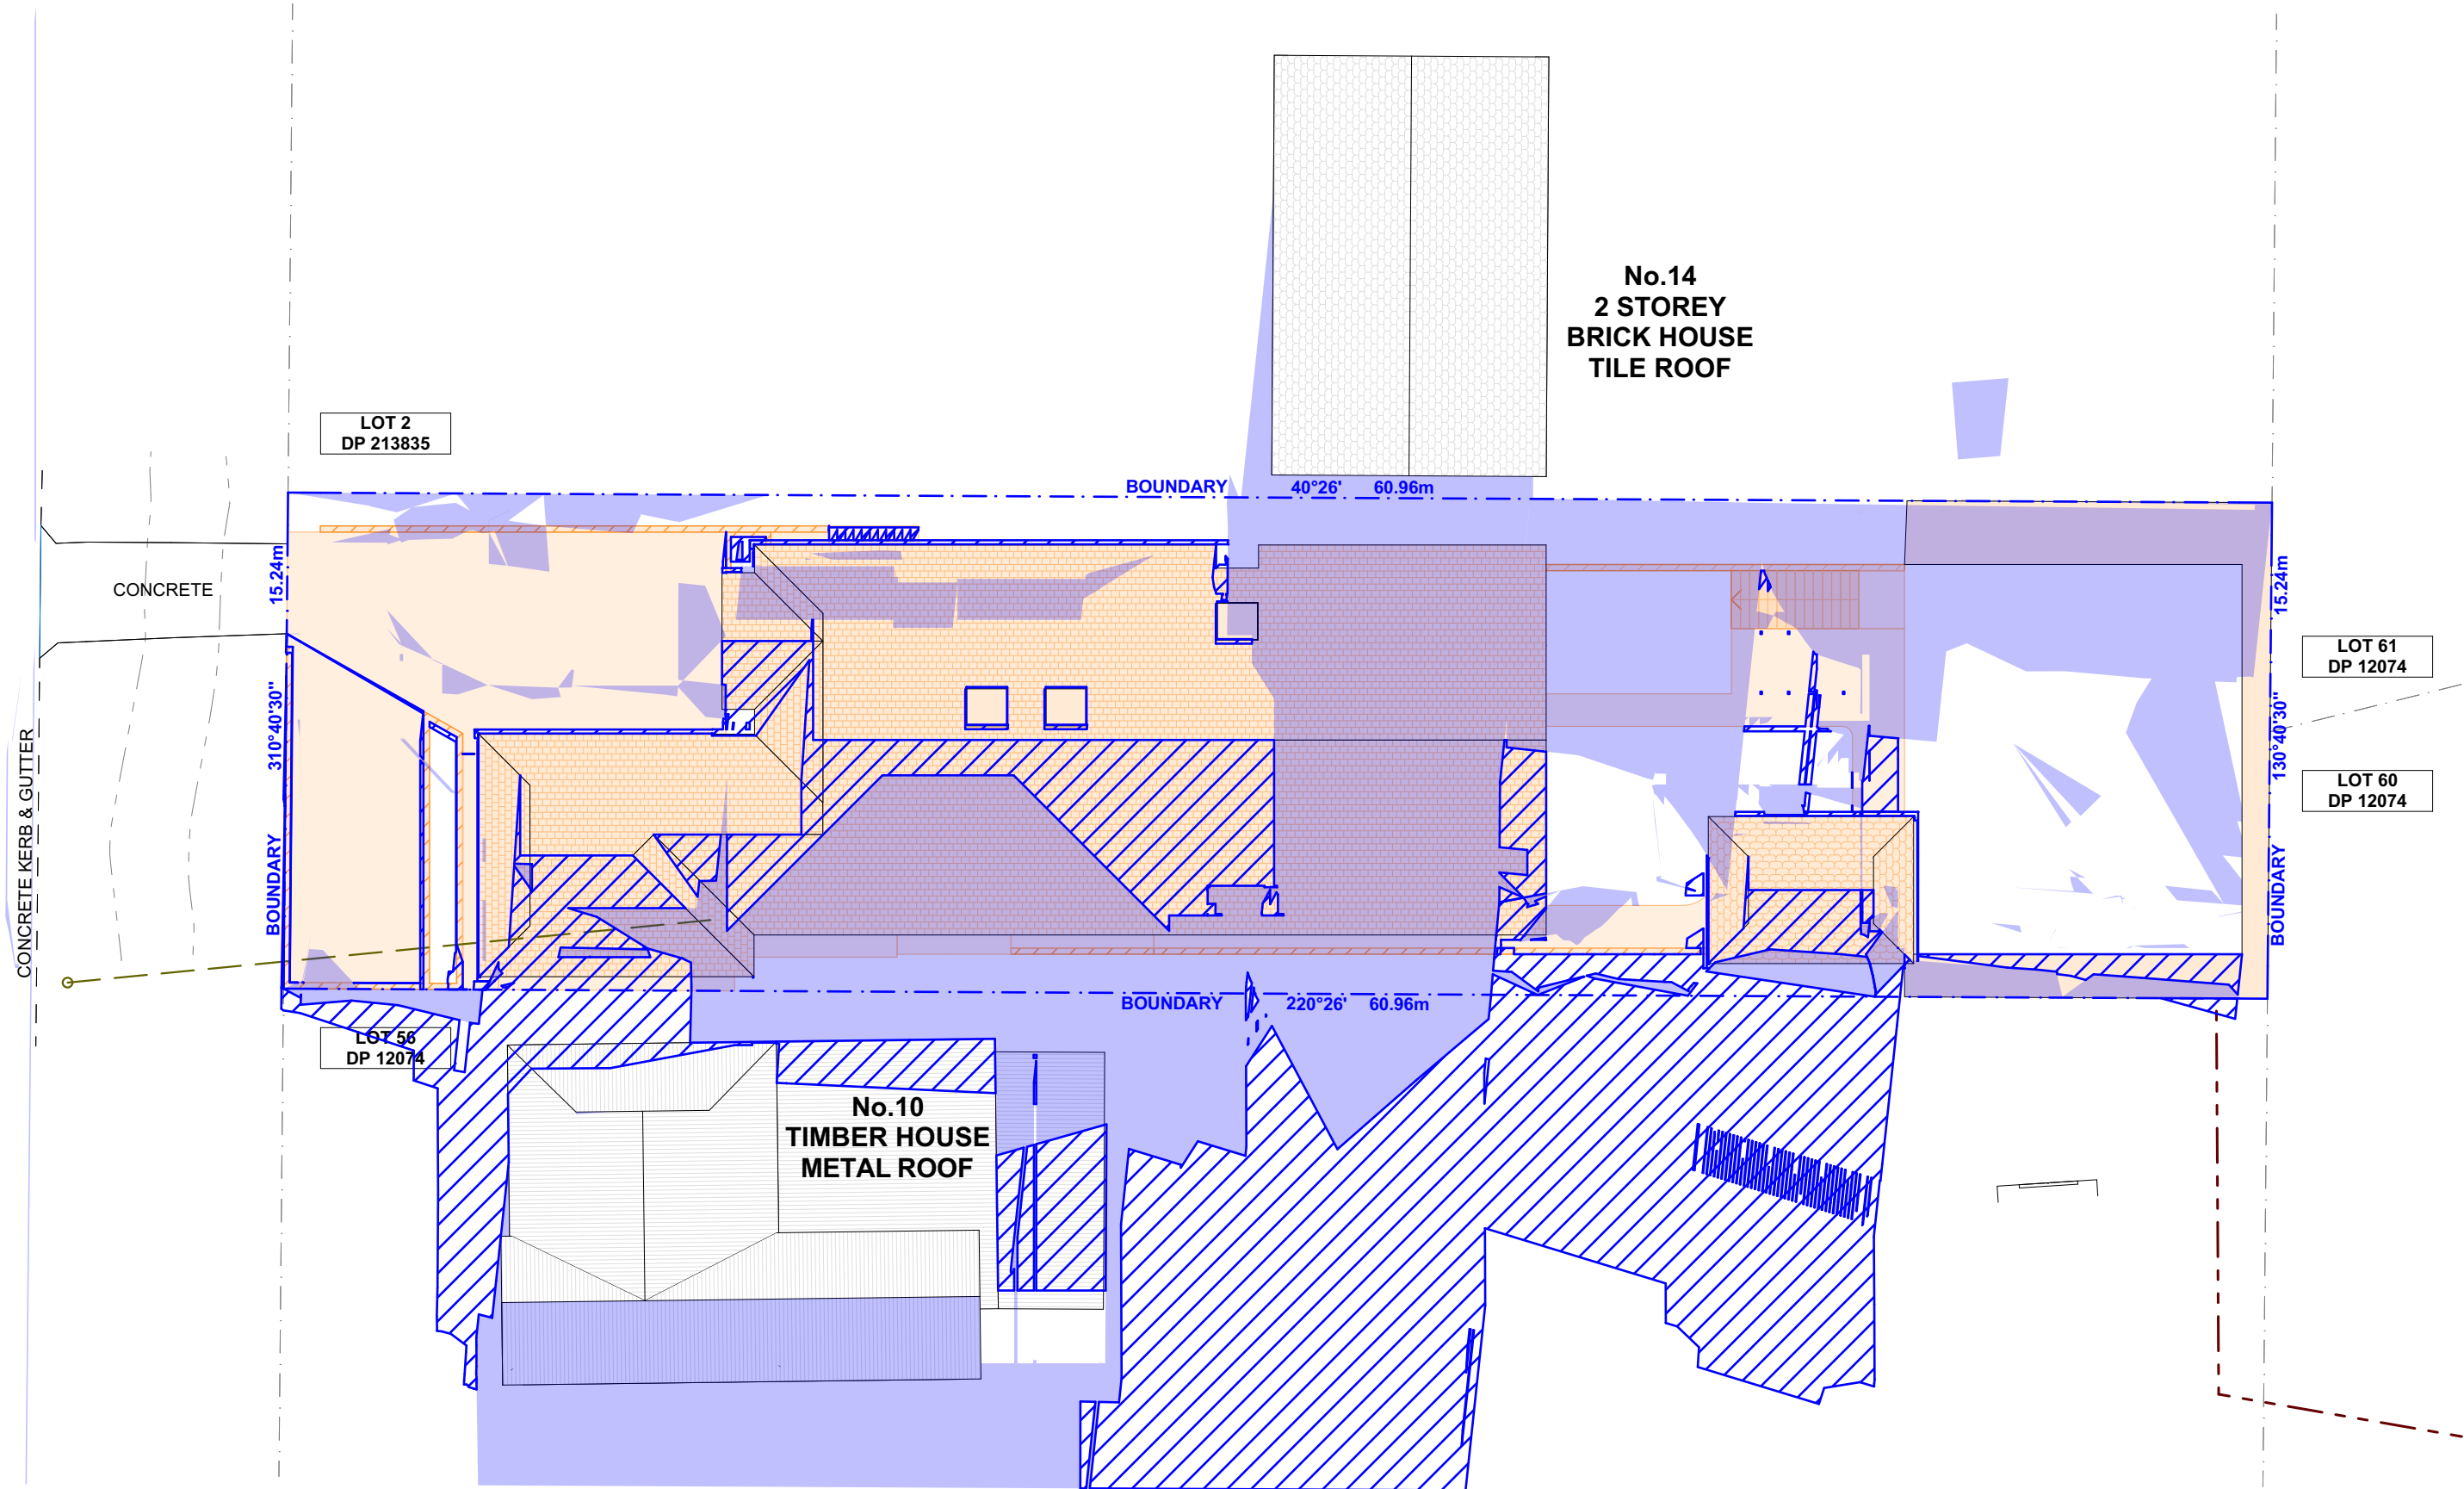 No.14
2 STOREY
BRICK HOUSE
TILE ROOF
LOT 2
DP 213835
BOUNDARY 40°26' 60.96m
15.24m
CONCRETE
15.24m
LOT 61
DP 12074
310°40'30"
130°40'30"
CONCRETE KERB & GUTTER
LOT 60
DP 12074
BOUNDARY
BOUNDARY
BOUNDARY 220°26' 60.96m
LOT 56
DP 12074
No.10
TIMBER HOUSE
METAL ROOF